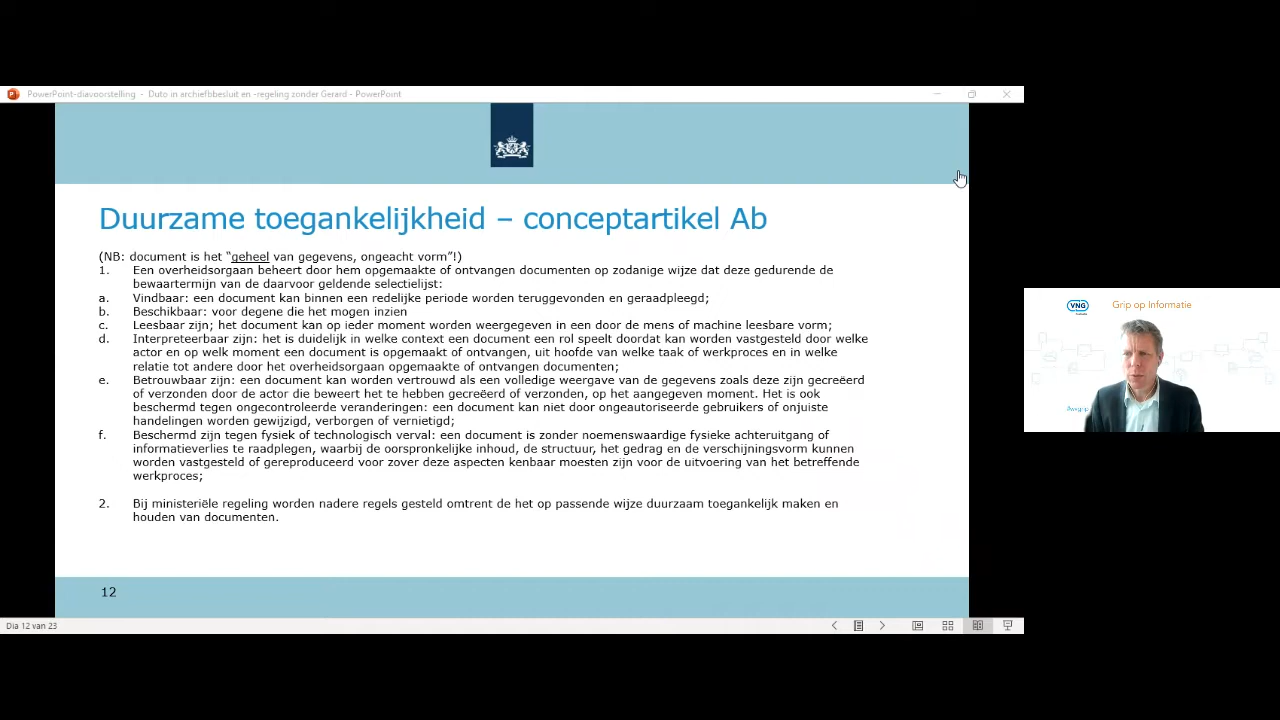 PowerPoint-diavoorstelling - Duto in archiefbbesluit en -regeling zonder Gerard - PowerPoint
Duurzame toegankelijkheid – conceptartikel Ab
(NB: document is het “geheel van gegevens, ongeacht vorm”!)
1. Een overheidsorgaan beheert door hem opgemaakte of ontvangen documenten op zodanige wijze dat deze gedurende de
bewaartermijn van de daarvoor geldende selectielijst:
a. Vindbaar: een document kan binnen een redelijke periode worden teruggevonden en geraadpleegd;
b. Beschikbaar: voor degene die het mogen inzien
c. Leesbaar zijn; het document kan op ieder moment worden weergegeven in een door de mens of machine leesbare vorm;
d. Interpreteerbaar zijn: het is duidelijk in welke context een document een rol speelt doordat kan worden vastgesteld door welke
actor en op welk moment een document is opgemaakt of ontvangen, uit hoofde van welke taak of werkproces en in welke
relatie tot andere door het overheidsorgaan opgemaakte of ontvangen documenten;
e. Betrouwbaar zijn: een document kan worden vertrouwd als een volledige weergave van de gegevens zoals deze zijn gecreëerd
of verzonden door de actor die beweert het te hebben gecreëerd of verzonden, op het aangegeven moment. Het is ook
beschermd tegen ongecontroleerde veranderingen: een document kan niet door ongeautoriseerde gebruikers of onjuiste
handelingen worden gewijzigd, verborgen of vernietigd;
f. Beschermd zijn tegen fysiek of technologisch verval: een document is zonder noemenswaardige fysieke achteruitgang of
informatieverlies te raadplegen, waarbij de oorspronkelijke inhoud, de structuur, het gedrag en de verschijningsvorm kunnen
worden vastgesteld of gereproduceerd voor zover deze aspecten kenbaar moesten zijn voor de uitvoering van het betreffende
werkproces;
2. Bij ministeriële regeling worden nadere regels gesteld omtrent de het op passende wijze duurzaam toegankelijk maken en
houden van documenten.
12
Dia 12 van 23
VNG
Grip op Informatie